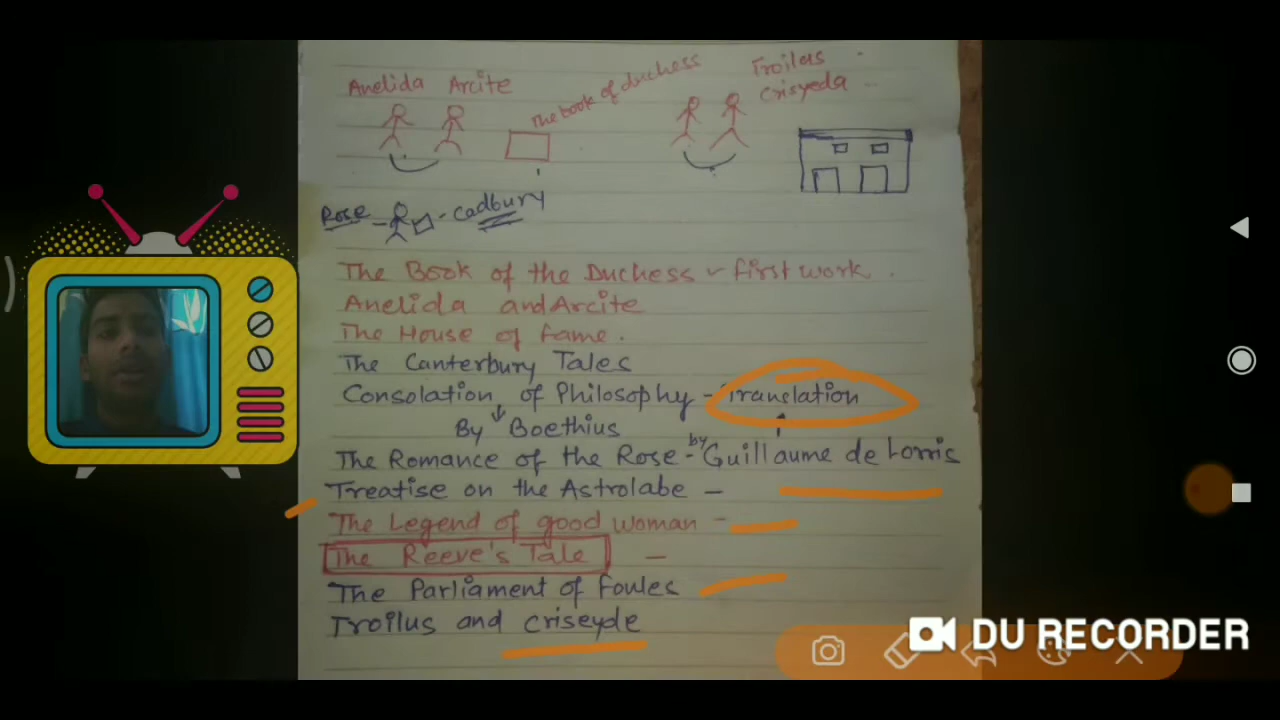 Anelida Arcite
The book of duchess
Troilus
Crisyeda
Rose - Cadbury
The Book of the Duchess - first work.
Anelida and Arcite
The House of fame.
The Canterbury Tales
Consolation of Philosophy - Translation
By Boethius
The Romance of the Rose - by Guillaume de Lorris
Treatise on the Astrolabe -
The Legend of good woman -
The Reeve's Tale -
The Parliament of Foules
Troilus and criseyde
DU RECORDER